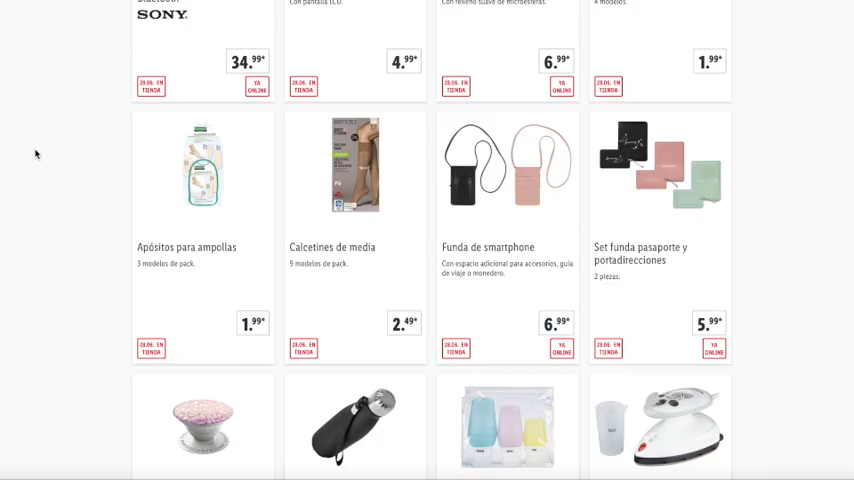 SONY
Con pantalla LCD.
Con relleno suave de microesferas.
4 modelos.
34.99*
4.99*
6.99*
1.99*
28.06. EN TIENDA
YA ONLINE
28.06. EN TIENDA
28.06. EN TIENDA
YA ONLINE
28.06. EN TIENDA
Apósitos para ampollas
3 modelos de pack.
Calcetines de media
9 modelos de pack.
Funda de smartphone
Con espacio adicional para accesorios, guía
de viaje o monedero.
Set funda pasaporte y
portadirecciones
2 piezas.
1.99*
2.49*
6.99*
5.99*
28.06. EN TIENDA
28.06. EN TIENDA
28.06. EN TIENDA
YA ONLINE
28.06. EN TIENDA
YA ONLINE